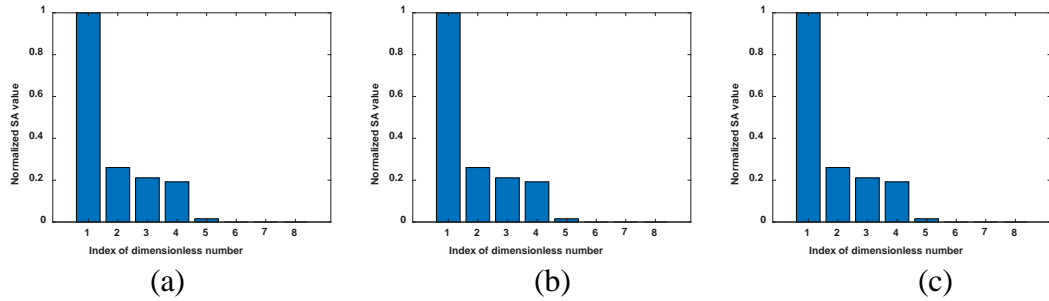 Normalized SA value
1
0.8
0.6
0.4
0.2
0
1 2 3 4 5 6 7 8
Index of dimensionless number
(a)
Normalized SA value
1
0.8
0.6
0.4
0.2
0
1 2 3 4 5 6 7 8
Index of dimensionless number
(b)
Normalized SA value
1
0.8
0.6
0.4
0.2
0
1 2 3 4 5 6 7 8
Index of dimensionless number
(c)